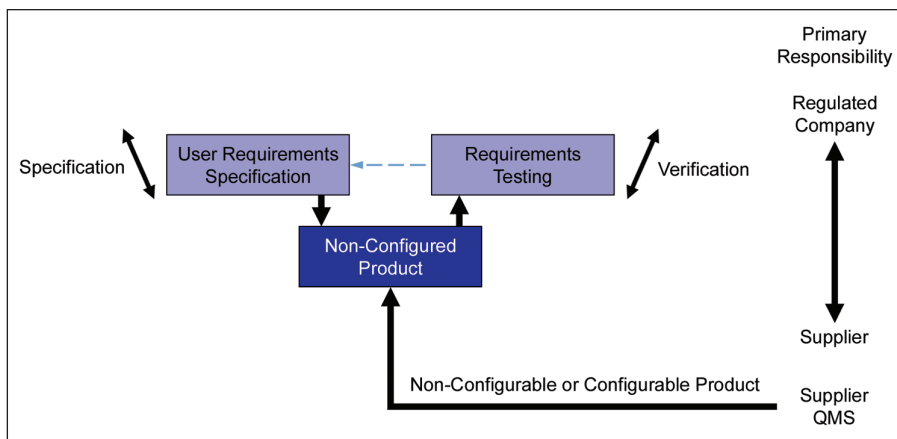 Primary
Responsibility
Regulated
Company
Specification
User Requirements
Specification
Requirements
Testing
Verification
Non-Configured
Product
Supplier
Non-Configurable or Configurable Product
Supplier
QMS